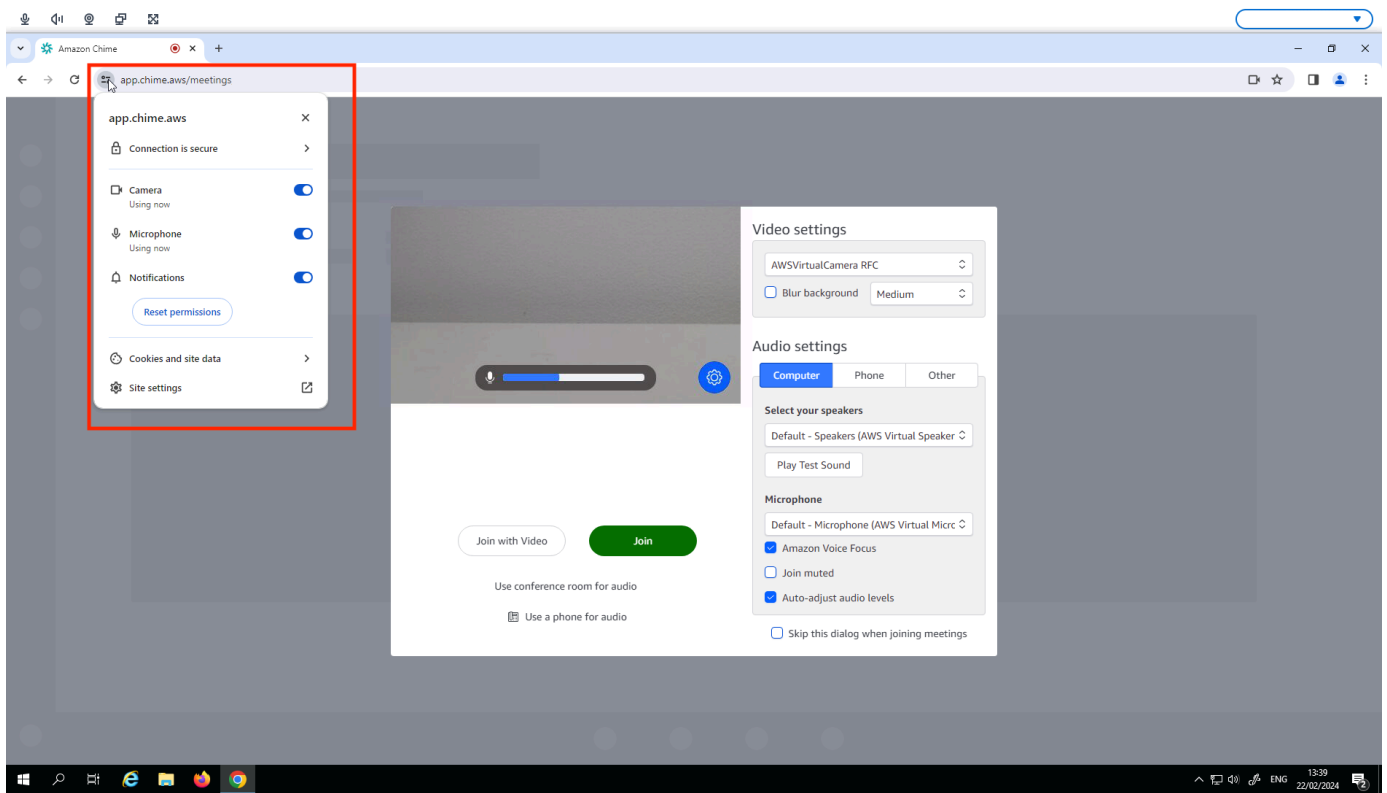 Amazon Chime
app.chime.aws/meetings
app.chime.aws
Connection is secure
Camera
Using now
Microphone
Using now
Notifications
Reset permissions
Cookies and site data
Site settings
Join with Video
Join
Use conference room for audio
Use a phone for audio
Video settings
AWSVirtualCamera RFC
Blur background
Medium
Audio settings
Computer Phone Other
Select your speakers
Default - Speakers (AWS Virtual Speaker
Play Test Sound
Microphone
Default - Microphone (AWS Virtual Micro
Amazon Voice Focus
Join muted
Auto-adjust audio levels
Skip this dialog when joining meetings
ENG
13:39
22/02/2024
2